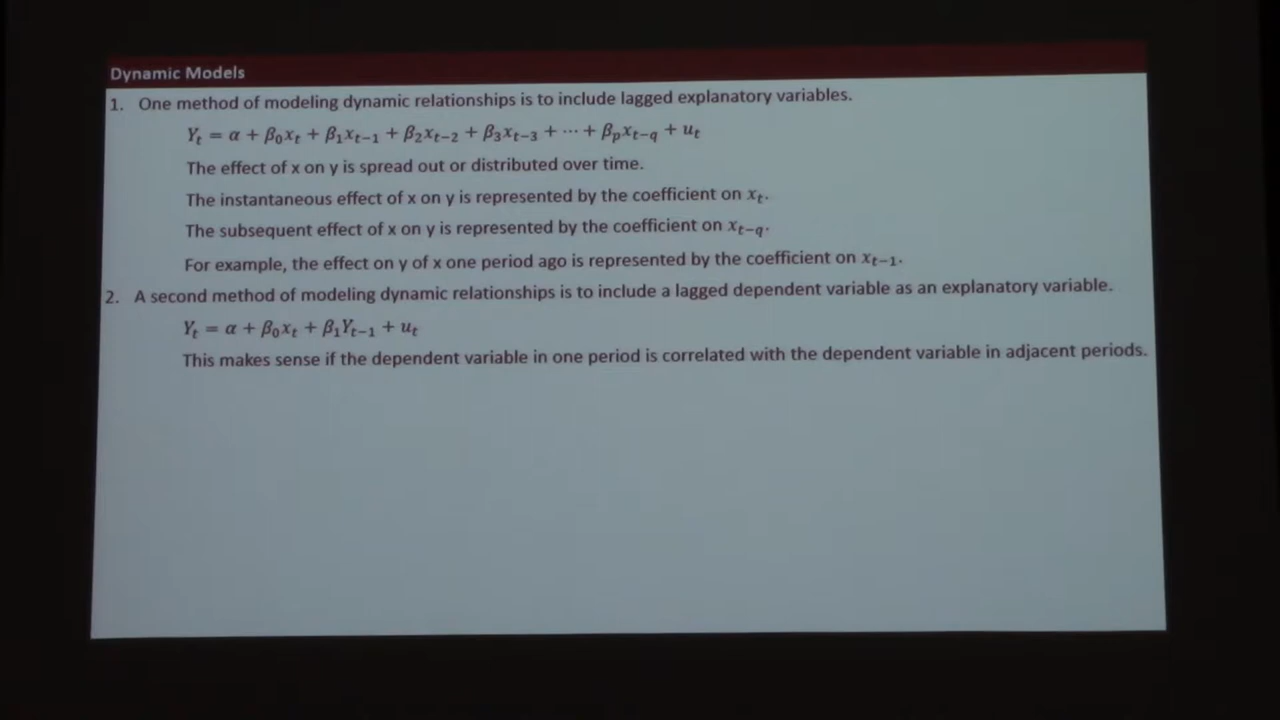 Dynamic Models
1. One method of modeling dynamic relationships is to include lagged explanatory variables.
Yₜ = α + β₀xₜ + β₁xₜ₋₁ + β₂xₜ₋₂ + β₃xₜ₋₃ + ⋯ + βₚxₜ₋q + uₜ
The effect of x on y is spread out or distributed over time.
The instantaneous effect of x on y is represented by the coefficient on xₜ.
The subsequent effect of x on y is represented by the coefficient on xₜ₋q.
For example, the effect on y of x one period ago is represented by the coefficient on xₜ₋₁.
2. A second method of modeling dynamic relationships is to include a lagged dependent variable as an explanatory variable.
Yₜ = α + β₀xₜ + β₁Yₜ₋₁ + uₜ
This makes sense if the dependent variable in one period is correlated with the dependent variable in adjacent periods.